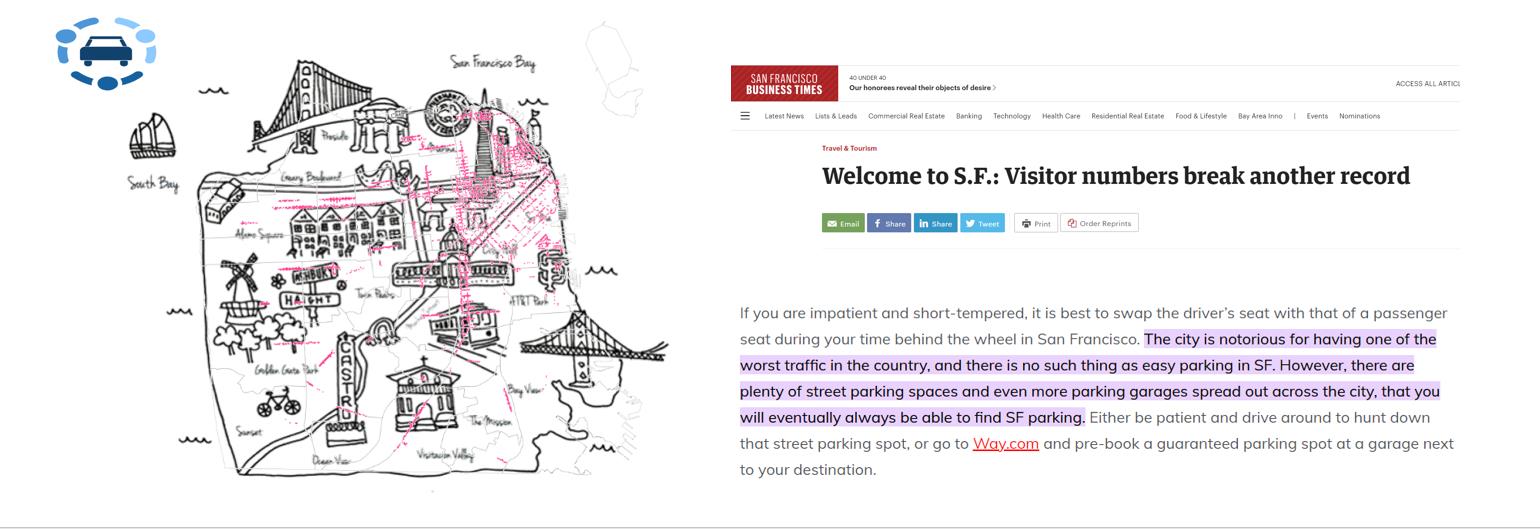 San Francisco Bay
Presidio
Marina
South Bay
Geary Boulevard
Alamo Square
City Hall
ASHBURY
HAIGHT
Twin Peaks
AT&T Park
CASTRO
Golden Gate Park
Bay View
The Mission
Sunset
Ocean View
Visitacion Valley
SAN FRANCISCO
BUSINESS TIMES
40 UNDER 40
Our honorees reveal their objects of desire >
ACCESS ALL ARTICL
Latest News Lists & Leads Commercial Real Estate Banking Technology Health Care Residential Real Estate Food & Lifestyle Bay Area Inno | Events Nominations
Travel & Tourism
Welcome to S.F.: Visitor numbers break another record
Email Share Share Tweet Print Order Reprints
If you are impatient and short-tempered, it is best to swap the driver’s seat with that of a passenger
seat during your time behind the wheel in San Francisco. The city is notorious for having one of the
worst traffic in the country, and there is no such thing as easy parking in SF. However, there are
plenty of street parking spaces and even more parking garages spread out across the city, that you
will eventually always be able to find SF parking. Either be patient and drive around to hunt down
that street parking spot, or go to Way.com and pre-book a guaranteed parking spot at a garage next
to your destination.